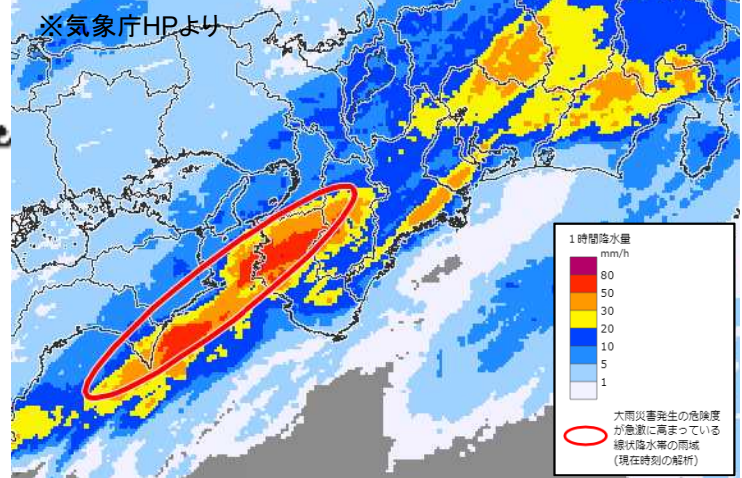 ※気象庁HPより
1時間降水量
mm/h
80
50
30
20
10
5
1
大雨災害発生の危険度
が急激に高まっている
線状降水帯の雨域
(現在時刻の解析)